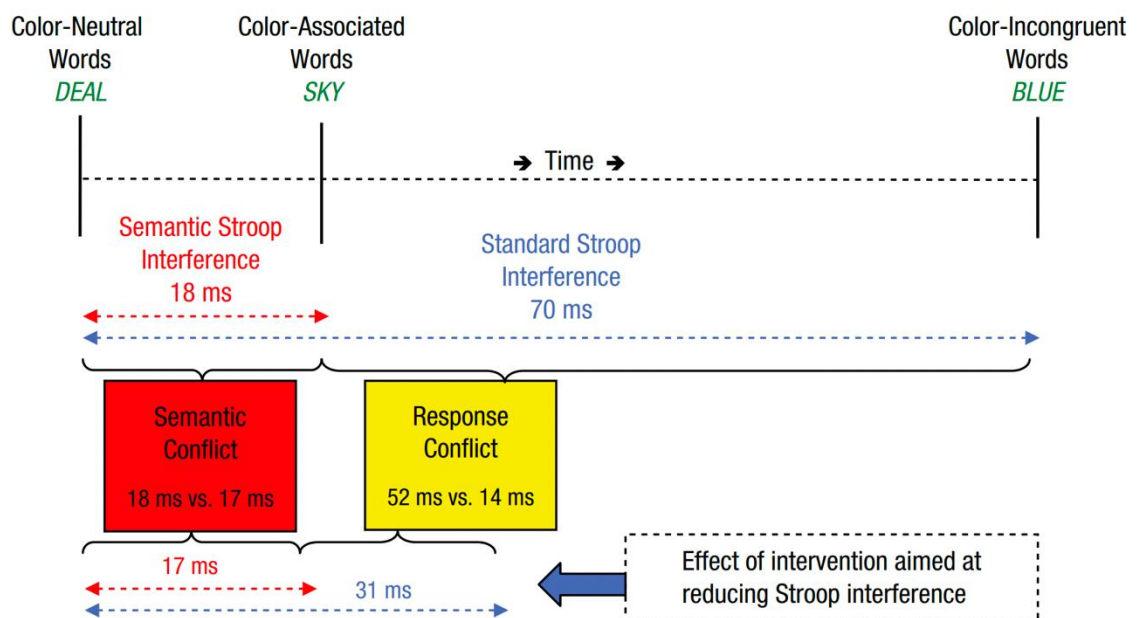 Color-Neutral
Words
DEAL
Color-Associated
Words
SKY
Color-Incongruent
Words
BLUE
➔ Time ➔
Semantic Stroop
Interference
18 ms
Standard Stroop
Interference
70 ms
Semantic
Conflict
18 ms vs. 17 ms
Response
Conflict
52 ms vs. 14 ms
17 ms
31 ms
Effect of intervention aimed at
reducing Stroop interference